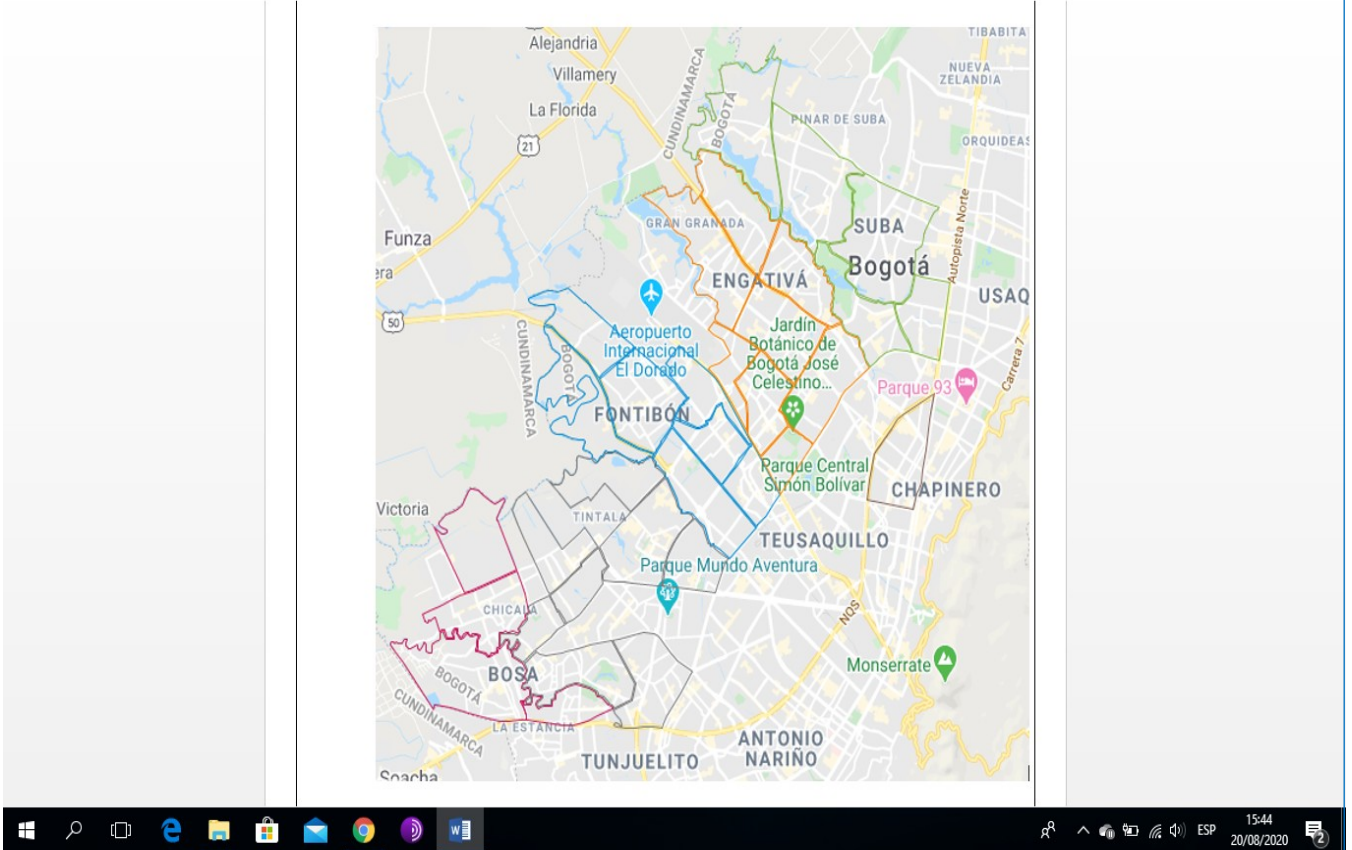 Alejandria
TIBABITA
Villamery
NUEVA
ZELANDIA
CUNDINAMARCA
BOGOTÁ
La Florida
PINAR DE SUBA
21
ORQUIDEAS
GRAN GRANADA
SUBA
Autopista Norte
Funza
Bogotá
era
ENGATIVÁ
USAQ
50
Aeropuerto
Internacional
El Dorado
Jardín
Botánico de
Bogotá José
Celestino...
CUNDINAMARCA
BOGOTÁ
Carrera 7
Parque 93
FONTIBÓN
Parque Central
Simón Bolívar
CHAPINERO
Victoria
TINTALA
TEUSAQUILLO
Parque Mundo Aventura
CHICALA
NQS
Monserrate
BOSA
BOGOTÁ
CUNDINAMARCA
LA ESTANCIA
ANTONIO
NARIÑO
TUNJUELITO
Soacha
W
ESP
15:44
20/08/2020
2